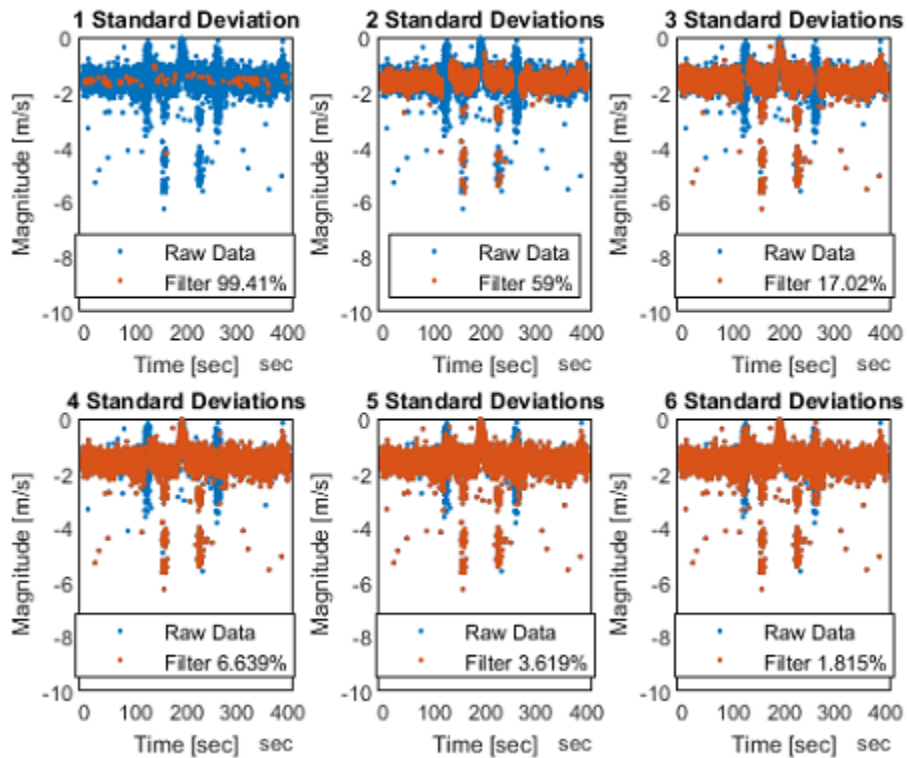 1 Standard Deviation
0
-2
-4
-6
-8
-10
Magnitude [m/s]
Raw Data
Filter 99.41%
0 100 200 300 400
Time [sec] sec
2 Standard Deviations
0
-2
-4
-6
-8
-10
Magnitude [m/s]
Raw Data
Filter 59%
0 100 200 300 400
Time [sec] sec
3 Standard Deviations
0
-2
-4
-6
-8
-10
Magnitude [m/s]
Raw Data
Filter 17.02%
0 100 200 300 400
Time [sec] sec
4 Standard Deviations
0
-2
-4
-6
-8
-10
Magnitude [m/s]
Raw Data
Filter 6.639%
0 100 200 300 400
Time [sec] sec
5 Standard Deviations
0
-2
-4
-6
-8
-10
Magnitude [m/s]
Raw Data
Filter 3.619%
0 100 200 300 400
Time [sec] sec
6 Standard Deviations
0
-2
-4
-6
-8
-10
Magnitude [m/s]
Raw Data
Filter 1.815%
0 100 200 300 400
Time [sec] sec